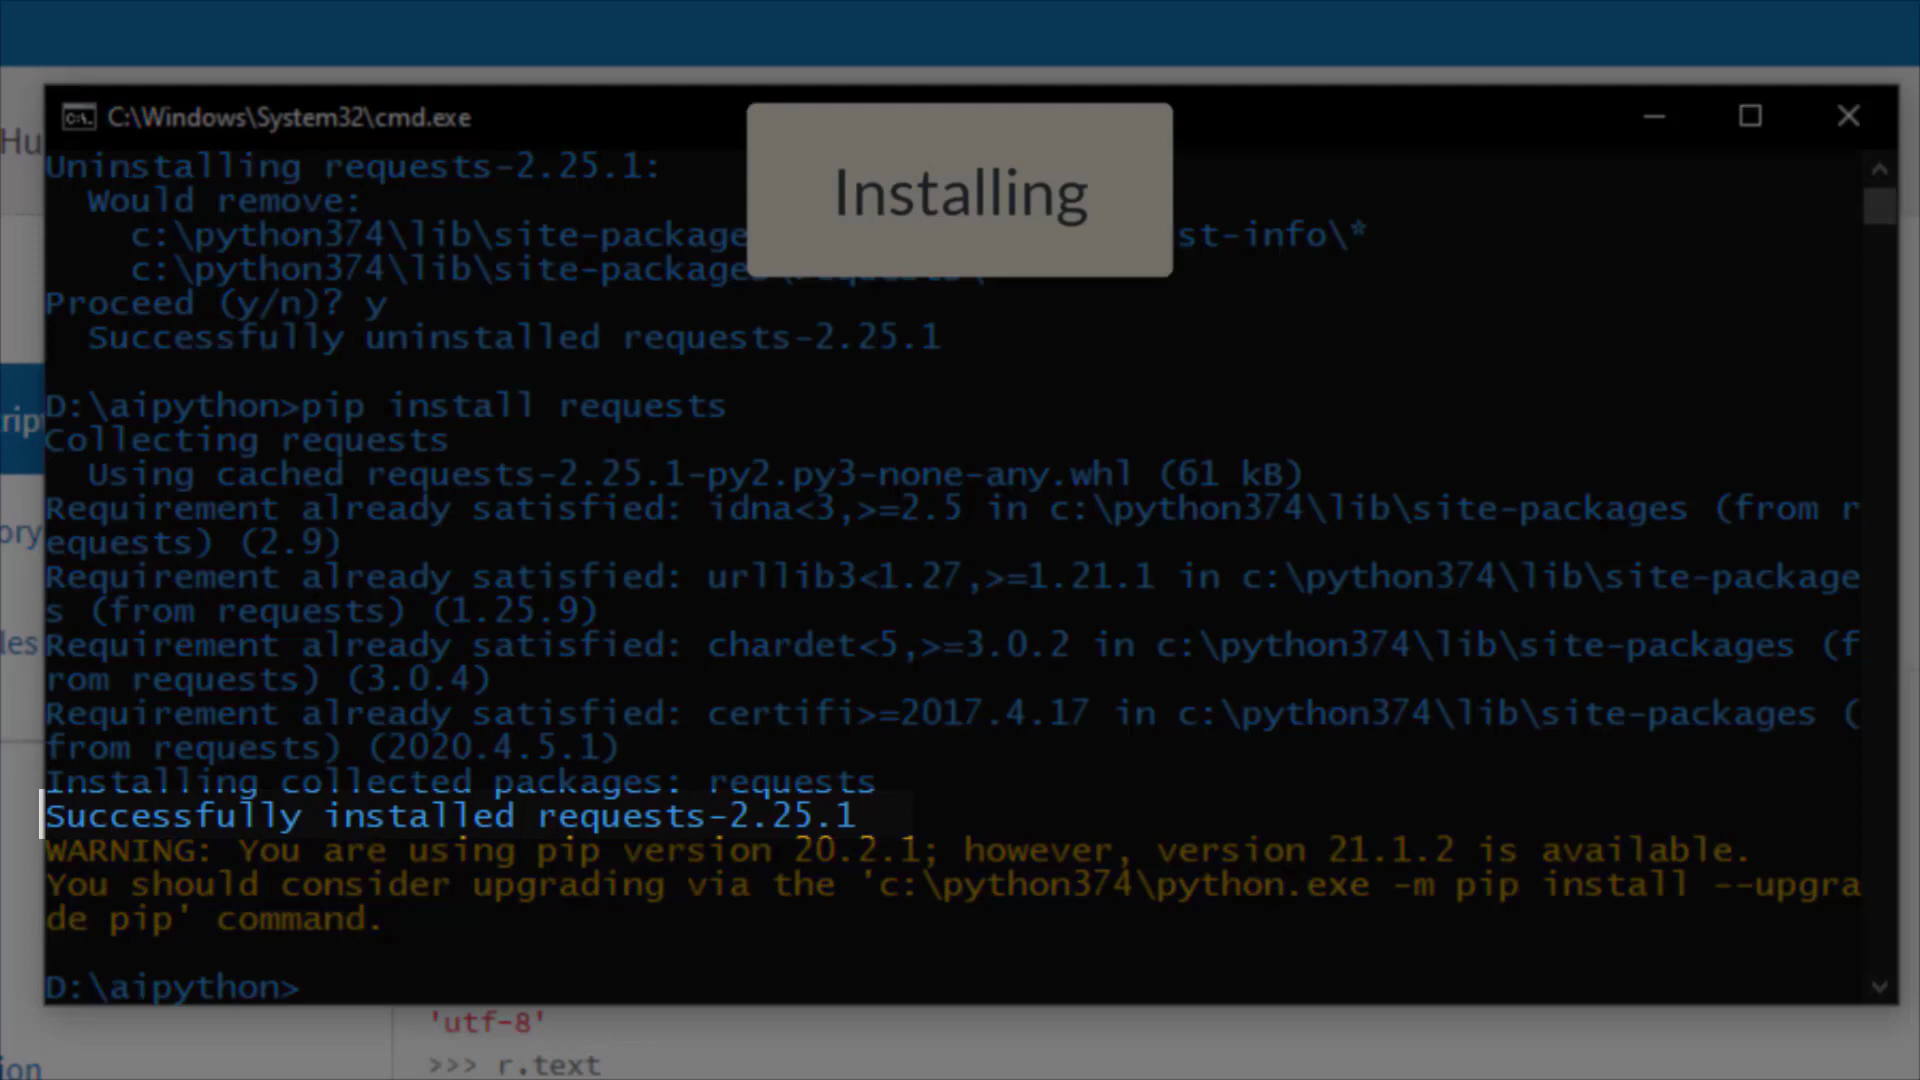 C:\Windows\System32\cmd.exe
Installing
Uninstalling requests-2.25.1:
Would remove:
c:\python374\lib\site-package st-info\*
c:\python374\lib\site-package
Proceed (y/n)? y
Successfully uninstalled requests-2.25.1
D:\aipython>pip install requests
Collecting requests
Using cached requests-2.25.1-py2.py3-none-any.whl (61 kB)
Requirement already satisfied: idna<3,>=2.5 in c:\python374\lib\site-packages (from r
equests) (2.9)
Requirement already satisfied: urllib3<1.27,>=1.21.1 in c:\python374\lib\site-package
s (from requests) (1.25.9)
Requirement already satisfied: chardet<5,>=3.0.2 in c:\python374\lib\site-packages (f
rom requests) (3.0.4)
Requirement already satisfied: certifi>=2017.4.17 in c:\python374\lib\site-packages (
from requests) (2020.4.5.1)
Installing collected packages: requests
Successfully installed requests-2.25.1
WARNING: You are using pip version 20.2.1; however, version 21.1.2 is available.
You should consider upgrading via the 'c:\python374\python.exe -m pip install --upgra
de pip' command.
D:\aipython>
Hu
rip
ory
les
ion
'utf-8'
>>> r.text